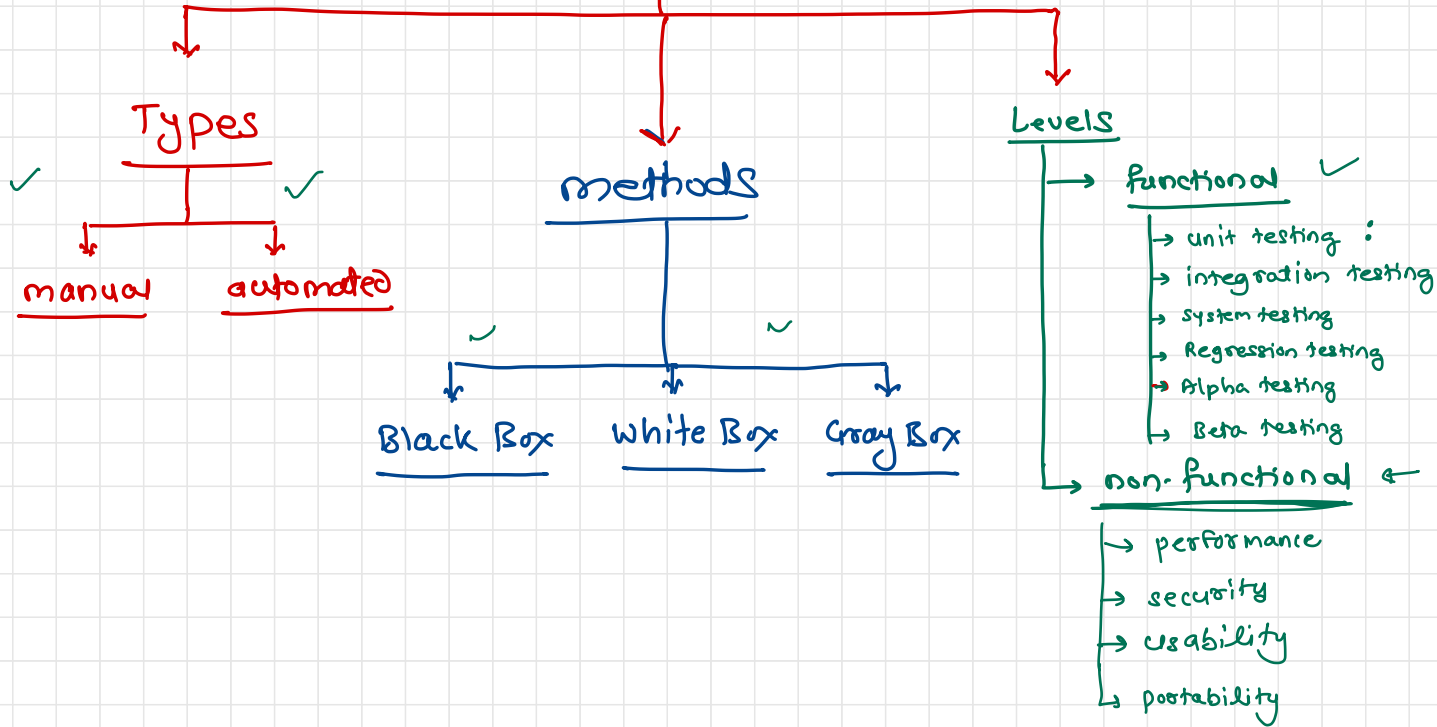 Types
manual
automated
methods
Black Box
White Box
Gray Box
Levels
functional
unit testing :
integration testing
System testing
Regression testing
Alpha testing
Beta testing
non-functional
performance
security
usability
portability